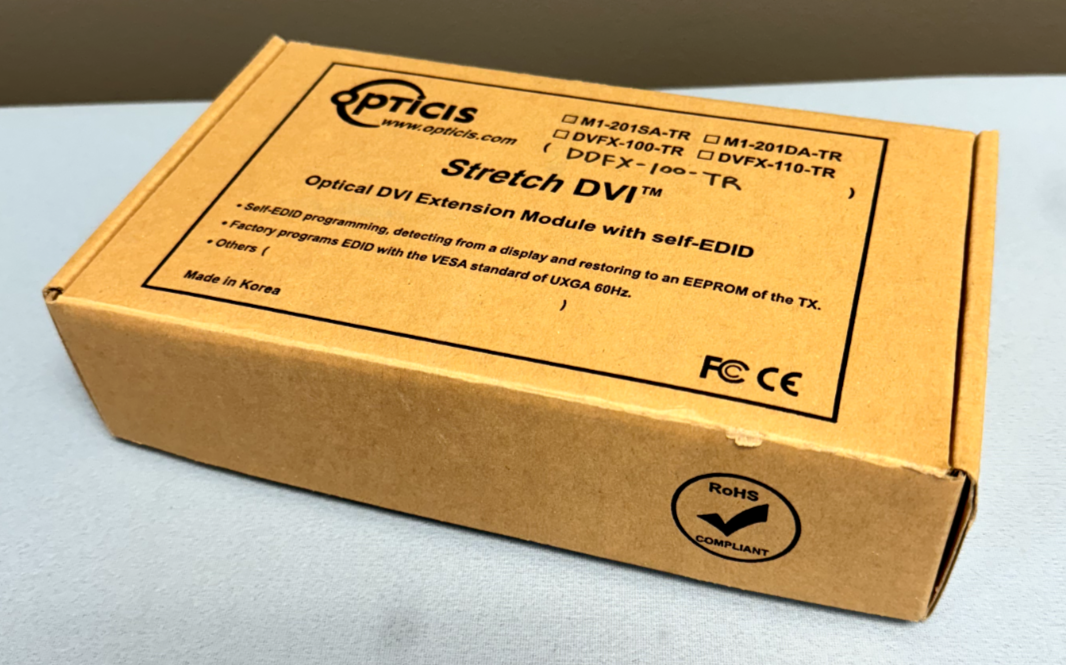 OPTICIS
www.opticis.com
☐ M1-201SA-TR ☐ M1-201DA-TR
☐ DVFX-100-TR ☐ DVFX-110-TR
( DDFX-100-TR )
Stretch DVI™
Optical DVI Extension Module with self-EDID
• Self-EDID programming, detecting from a display and restoring to an EEPROM of the TX.
• Factory programs EDID with the VESA standard of UXGA 60Hz.
• Others ( )
Made in Korea
FC CE
RoHS
COMPLIANT